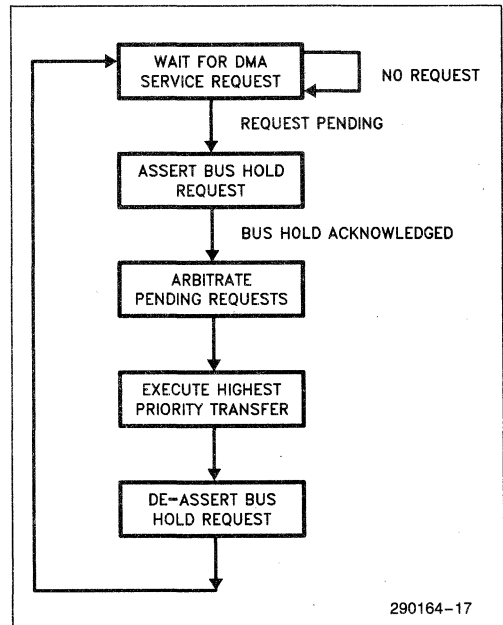 WAIT FOR DMA
SERVICE REQUEST
NO REQUEST
REQUEST PENDING
ASSERT BUS HOLD
REQUEST
BUS HOLD ACKNOWLEDGED
ARBITRATE
PENDING REQUESTS
EXECUTE HIGHEST
PRIORITY TRANSFER
DE-ASSERT BUS
HOLD REQUEST
290164-17